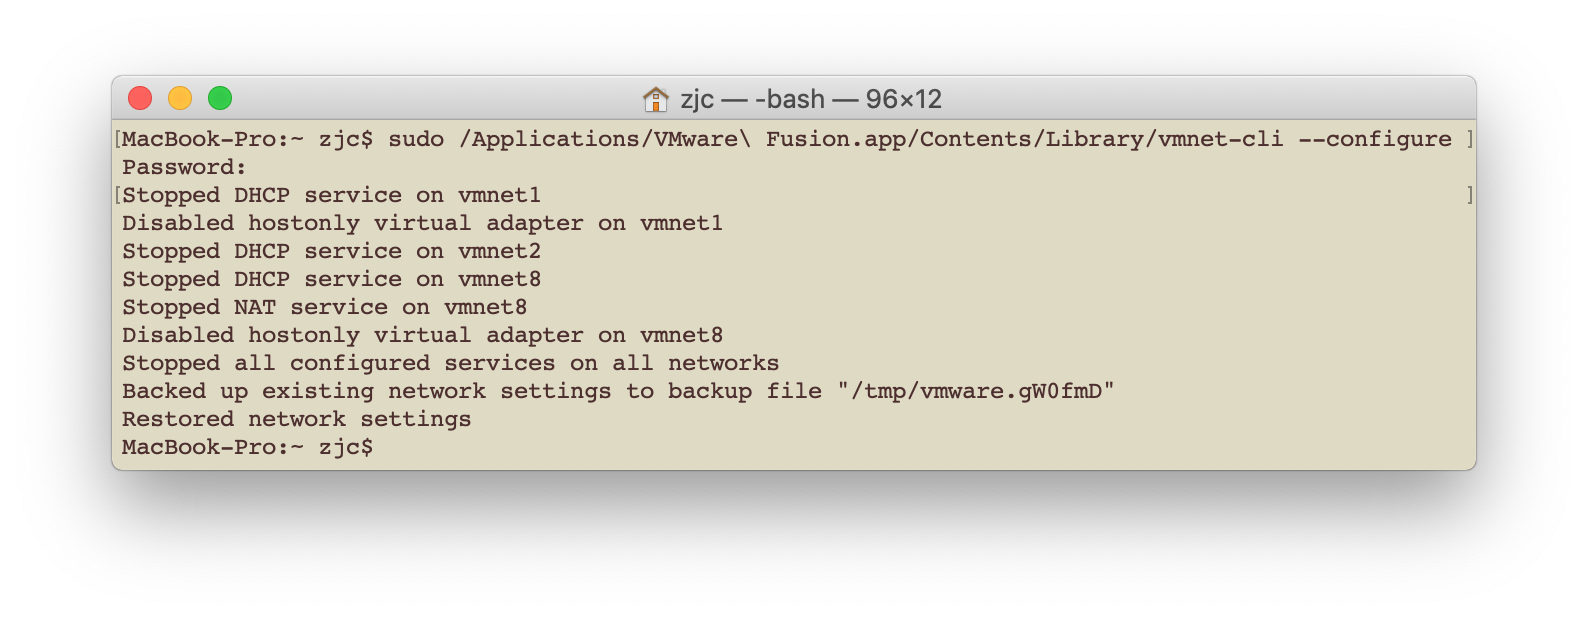 zjc — -bash — 96×12
[MacBook-Pro:~ zjc$ sudo /Applications/VMware\ Fusion.app/Contents/Library/vmnet-cli --configure ]
Password:
[Stopped DHCP service on vmnet1 ]
Disabled hostonly virtual adapter on vmnet1
Stopped DHCP service on vmnet2
Stopped DHCP service on vmnet8
Stopped NAT service on vmnet8
Disabled hostonly virtual adapter on vmnet8
Stopped all configured services on all networks
Backed up existing network settings to backup file "/tmp/vmware.gW0fmD"
Restored network settings
MacBook-Pro:~ zjc$